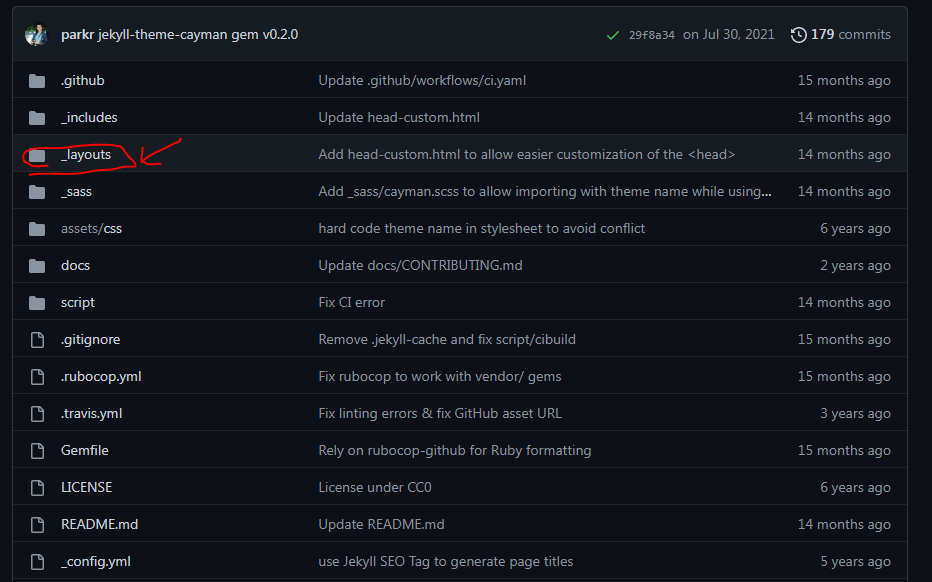 parkr jekyll-theme-cayman gem v0.2.0 29f8a34 on Jul 30, 2021 179 commits
.github Update .github/workflows/ci.yaml 15 months ago
_includes Update head-custom.html 14 months ago
_layouts Add head-custom.html to allow easier customization of the <head> 14 months ago
_sass Add _sass/cayman.scss to allow importing with theme name while using... 14 months ago
assets/css hard code theme name in stylesheet to avoid conflict 6 years ago
docs Update docs/CONTRIBUTING.md 2 years ago
script Fix CI error 14 months ago
.gitignore Remove .jekyll-cache and fix script/cibuild 15 months ago
.rubocop.yml Fix rubocop to work with vendor/ gems 15 months ago
.travis.yml Fix linting errors & fix GitHub asset URL 3 years ago
Gemfile Rely on rubocop-github for Ruby formatting 15 months ago
LICENSE License under CC0 6 years ago
README.md Update README.md 14 months ago
_config.yml use Jekyll SEO Tag to generate page titles 5 years ago